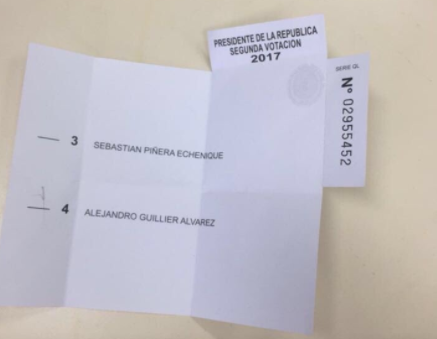 PRESIDENTE DE LA REPUBLICA
SEGUNDA VOTACION
2017
SERIE GL
Nº 02955452
3 SEBASTIAN PIÑERA ECHENIQUE
4 ALEJANDRO GUILLIER ALVAREZ